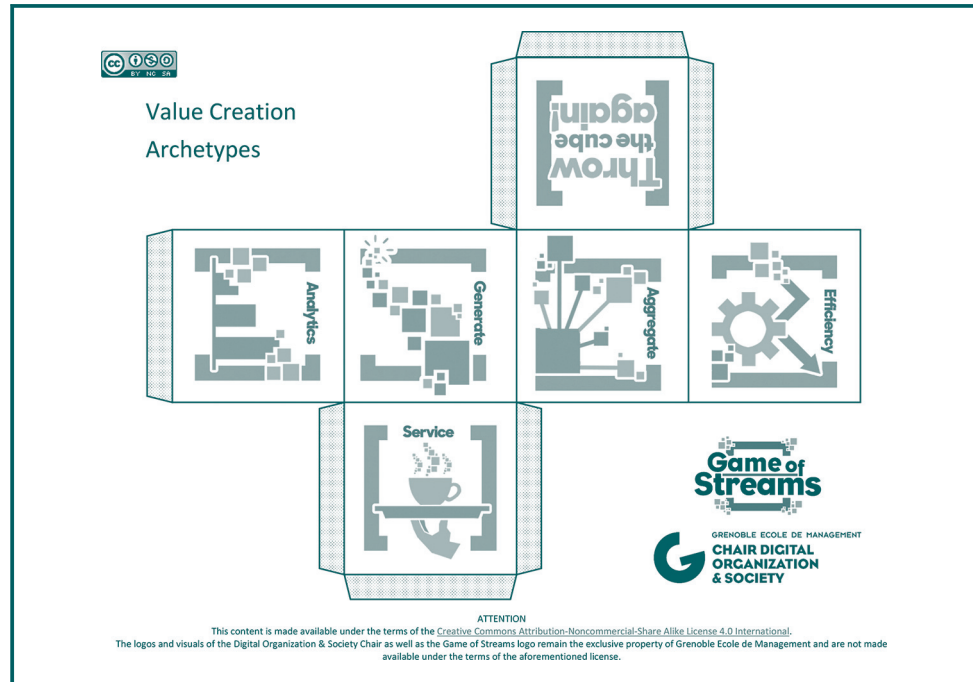 cc
BY NC SA
Value Creation
Archetypes
Throw
the cube
again!
Analytics
Generate
Aggregate
Efficiency
Service
Game of
Streams
GRENOBLE ECOLE DE MANAGEMENT
CHAIR DIGITAL
ORGANIZATION
& SOCIETY
ATTENTION
This content is made available under the terms of the Creative Commons Attribution-Noncommercial-Share Alike License 4.0 International.
The logos and visuals of the Digital Organization & Society Chair as well as the Game of Streams logo remain the exclusive property of Grenoble Ecole de Management and are not made
available under the terms of the aforementioned license.